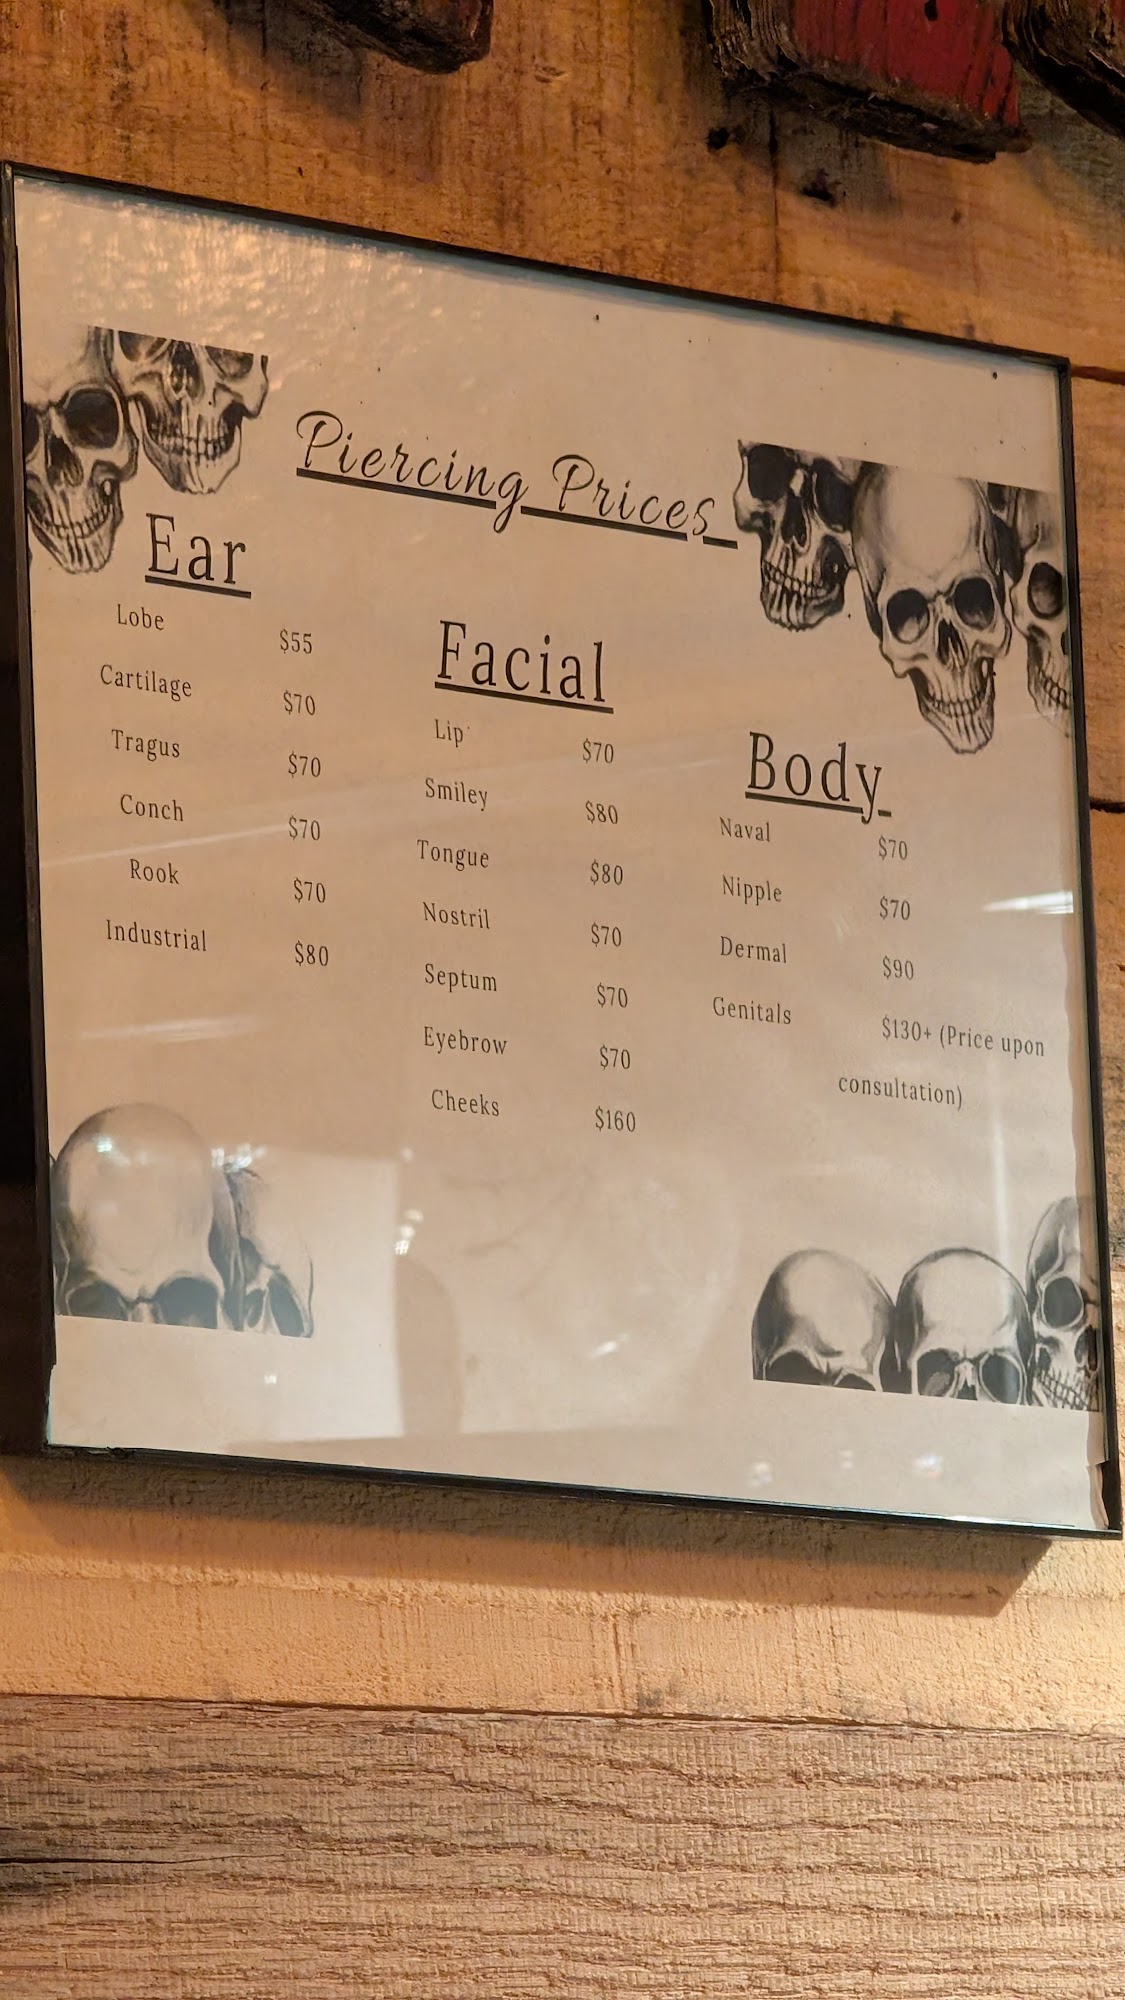 Piercing Prices
Ear
Lobe $55
Cartilage $70
Tragus $70
Conch $70
Rook $70
Industrial $80
Facial
Lip $70
Smiley $80
Tongue $80
Nostril $70
Septum $70
Eyebrow $70
Cheeks $160
Body
Naval $70
Nipple $70
Dermal $90
Genitals $130+ (Price upon
consultation)